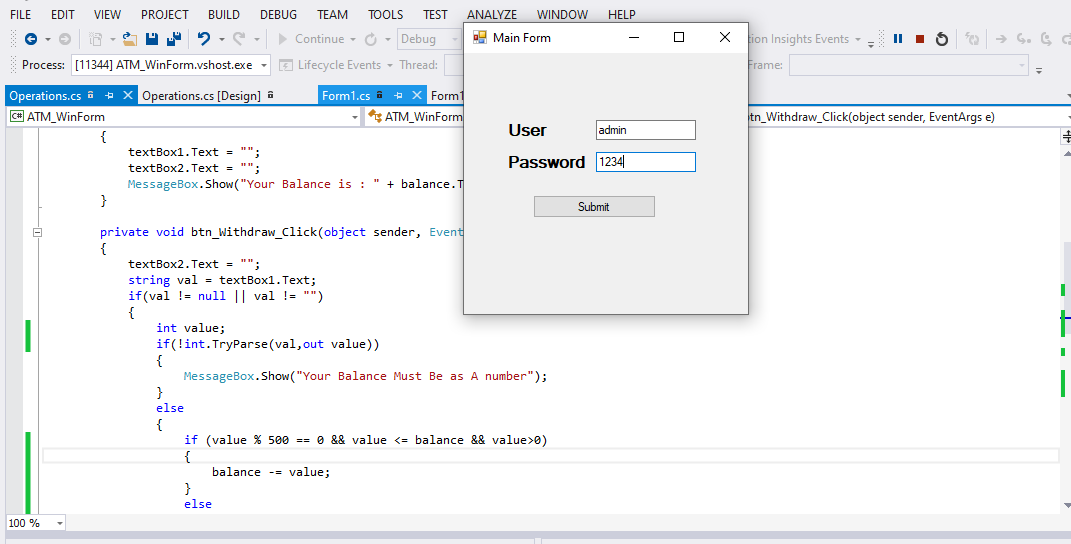 FILE EDIT VIEW PROJECT BUILD DEBUG TEAM TOOLS TEST ANALYZE WINDOW HELP
Continue Debug
Process: [11344] ATM_WinForm.vshost.exe Lifecycle Events Thread:
Operations.cs Operations.cs [Design] Form1.cs Form1
ATM_WinForm ATM_WinForm
{
textBox1.Text = "";
textBox2.Text = "";
MessageBox.Show("Your Balance is : " + balance.T
}
private void btn_Withdraw_Click(object sender, Event
{
textBox2.Text = "";
string val = textBox1.Text;
if(val != null || val != "")
{
int value;
if(!int.TryParse(val,out value))
{
MessageBox.Show("Your Balance Must Be as A number");
}
else
{
if (value % 500 == 0 && value <= balance && value>0)
{
balance -= value;
}
else
100 %
Main Form
User admin
Password 1234
Submit
tion Insights Events
Frame:
btn_Withdraw_Click(object sender, EventArgs e)